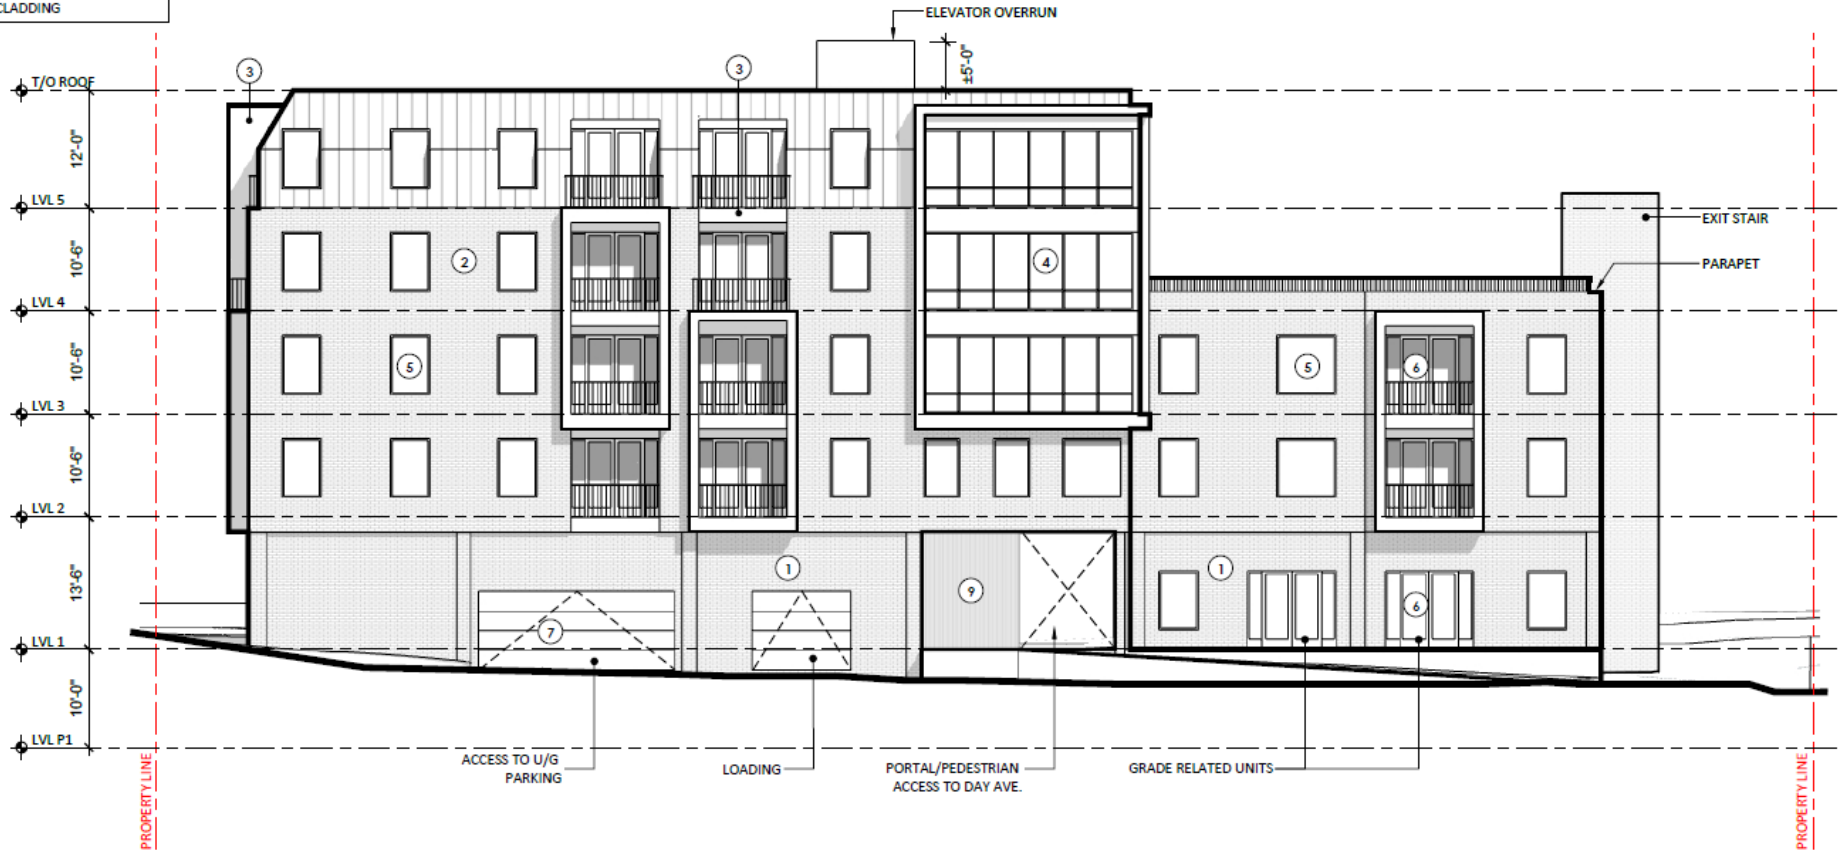 CLADDING
ELEVATOR OVERRUN
±5'-0"
3
3
T/O ROOF
12'-0"
LVL 5
EXIT STAIR
10'-6"
2
4
PARAPET
LVL 4
10'-6"
5
5
6
LVL 3
10'-6"
LVL 2
13'-6"
1
1
9
6
7
LVL 1
10'-0"
LVL P1
ACCESS TO U/G
PARKING
LOADING
PORTAL/PEDESTRIAN
ACCESS TO DAY AVE.
GRADE RELATED UNITS
PROPERTY LINE
PROPERTY LINE